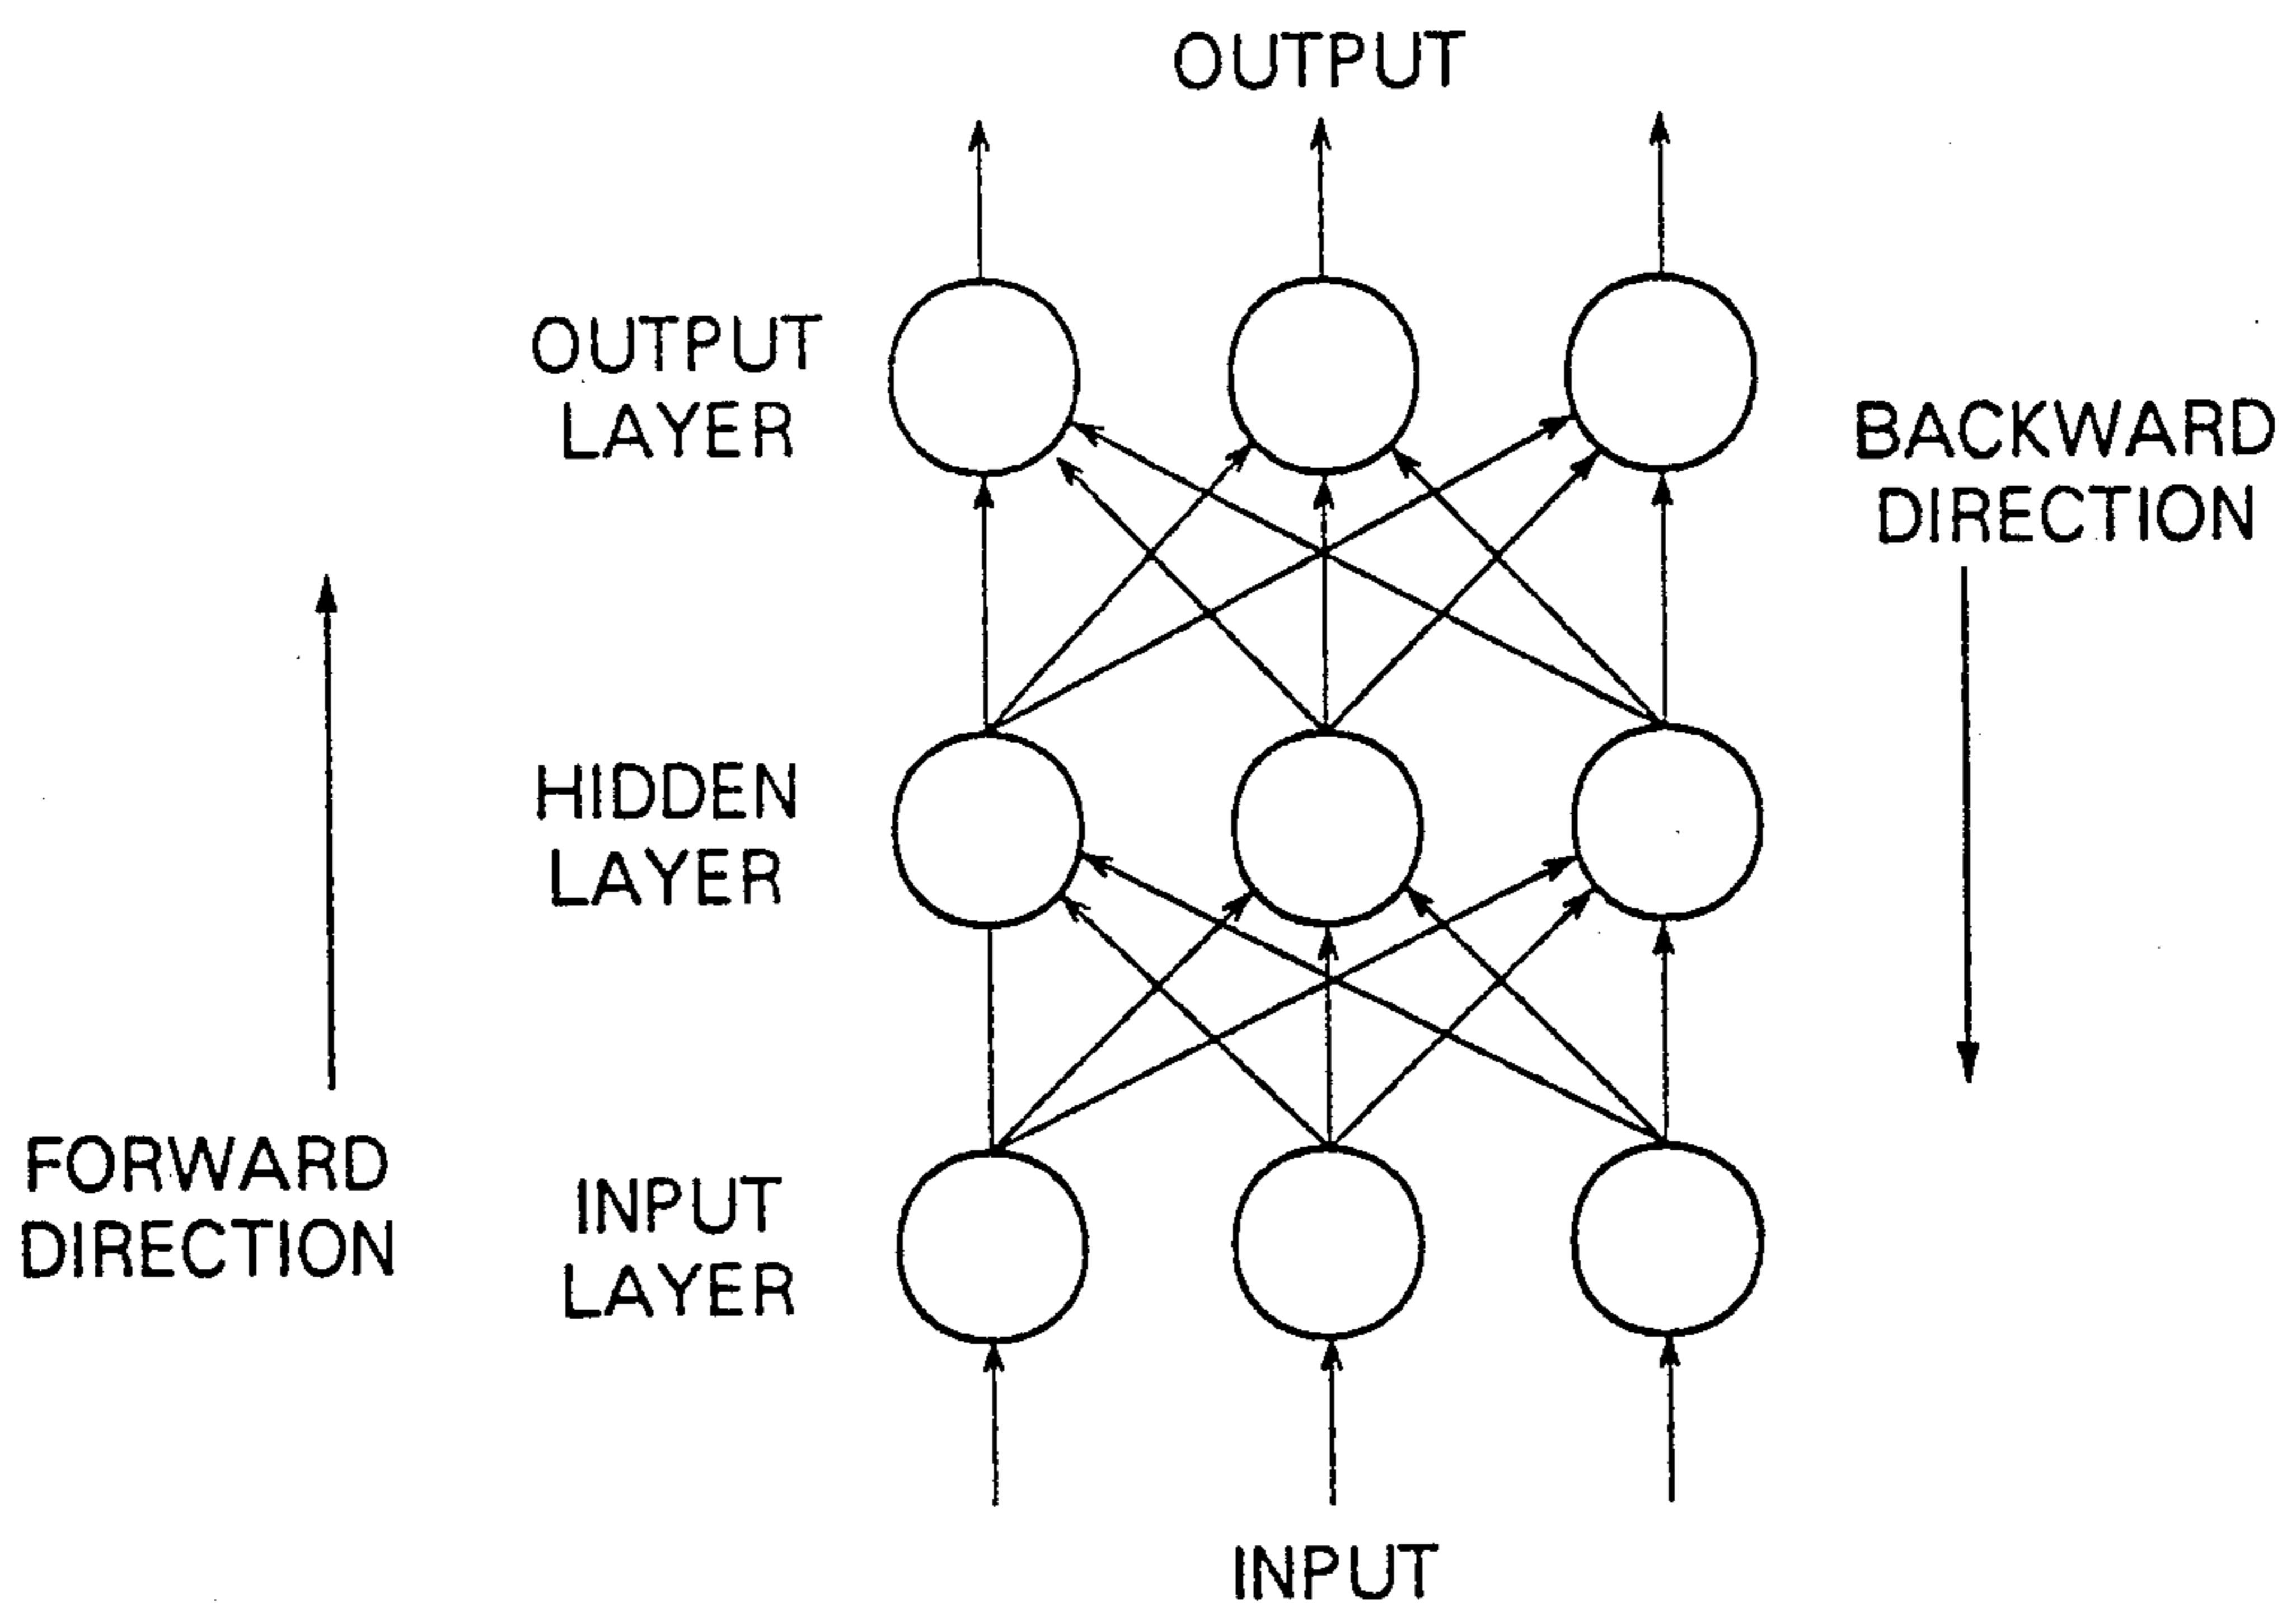 OUTPUT
OUTPUT
LAYER
BACKWARD
DIRECTION
HIDDEN
LAYER
FORWARD
DIRECTION
INPUT
LAYER
INPUT